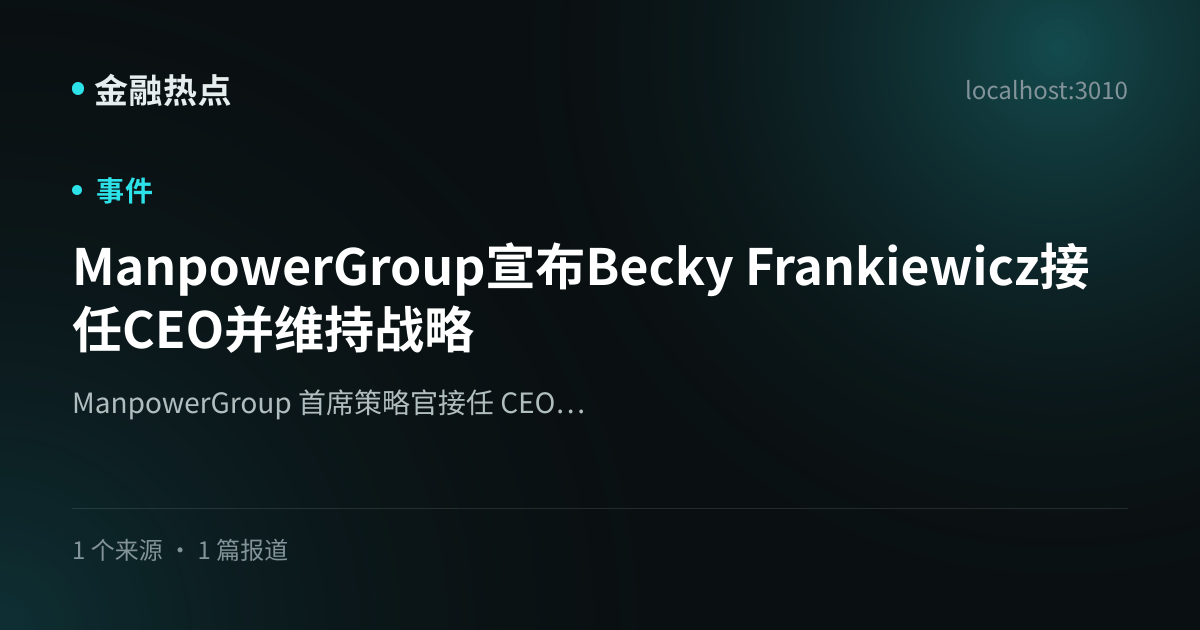 金融热点
localhost:3010
事件
ManpowerGroup宣布Becky Frankiewicz接
任CEO并维持战略
ManpowerGroup 首席策略官接任 CEO…
1 个来源 · 1 篇报道